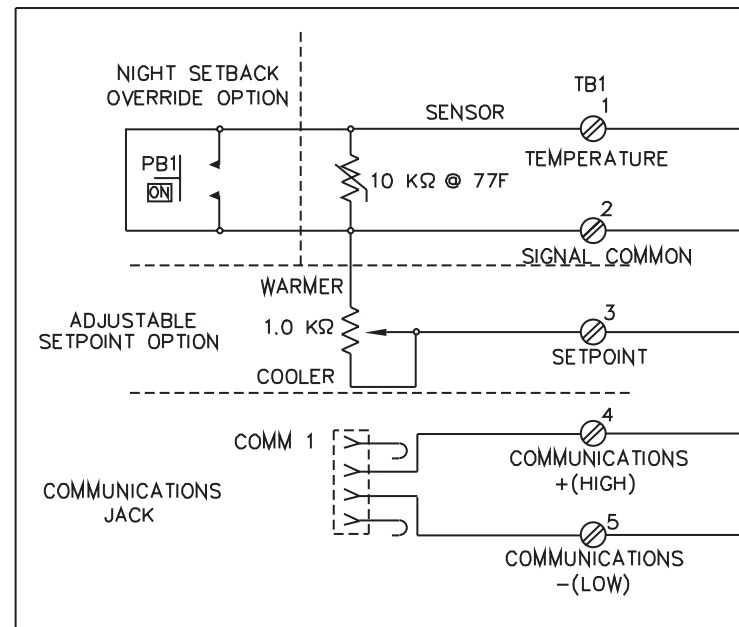 NIGHT SETBACK
OVERRIDE OPTION
TB1
1
SENSOR
PB1
ON
10 KΩ @ 77F
TEMPERATURE
2
SIGNAL COMMON
WARMER
ADJUSTABLE
SETPOINT OPTION
1.0 KΩ
3
SETPOINT
COOLER
COMM 1
4
COMMUNICATIONS
+(HIGH)
COMMUNICATIONS
JACK
5
COMMUNICATIONS
-(LOW)